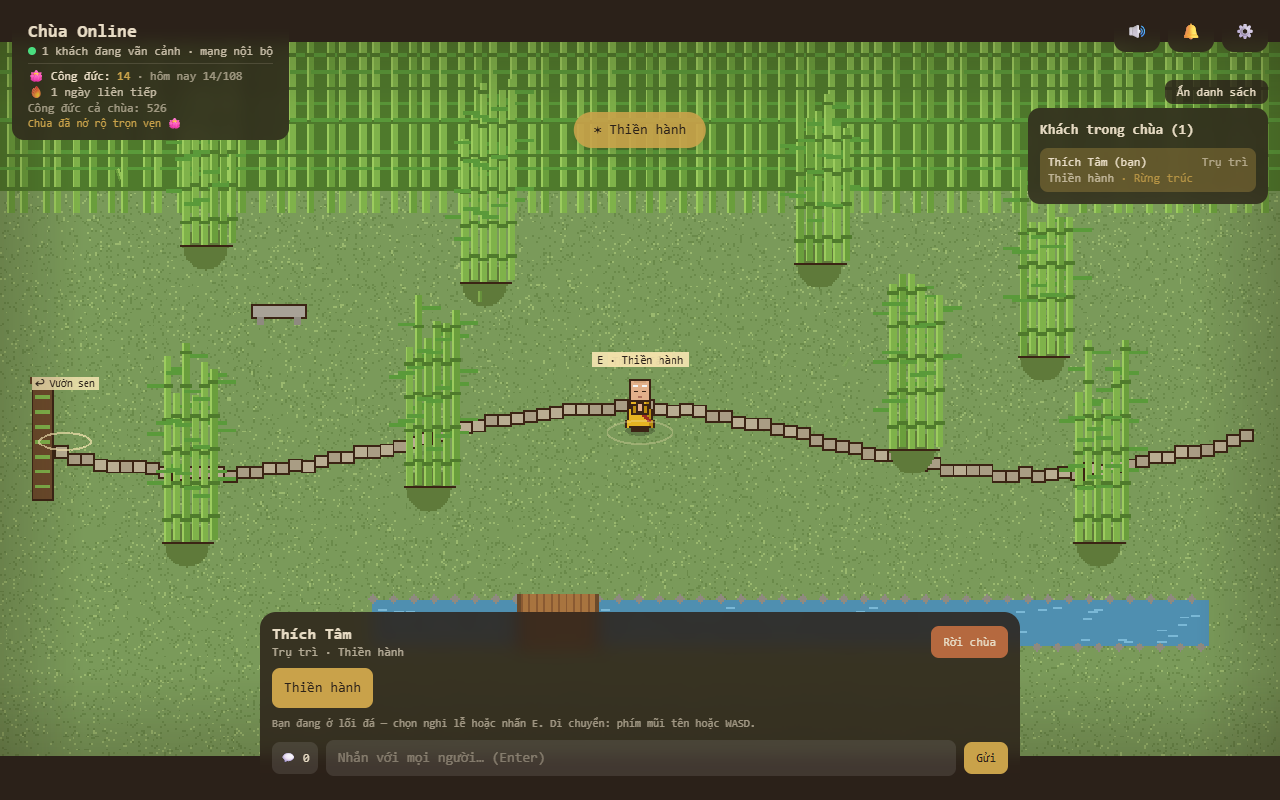 Chùa Online
1 khách đang vãn cảnh · mạng nội bộ
Công đức: 14 · hôm nay 14/108
1 ngày liên tiếp
Công đức cả chùa: 526
Chùa đã nở rộ trọn vẹn
* Thiền hành
Ẩn danh sách
Khách trong chùa (1)
Thích Tâm (bạn) Trụ trì
Thiền hành · Rừng trúc
E · Thiền hành
↩ Vườn sen
Thích Tâm
Trụ trì · Thiền hành
Rời chùa
Thiền hành
Bạn đang ở lối đá — chọn nghi lễ hoặc nhấn E. Di chuyển: phím mũi tên hoặc WASD.
0
Nhắn với mọi người… (Enter)
Gửi